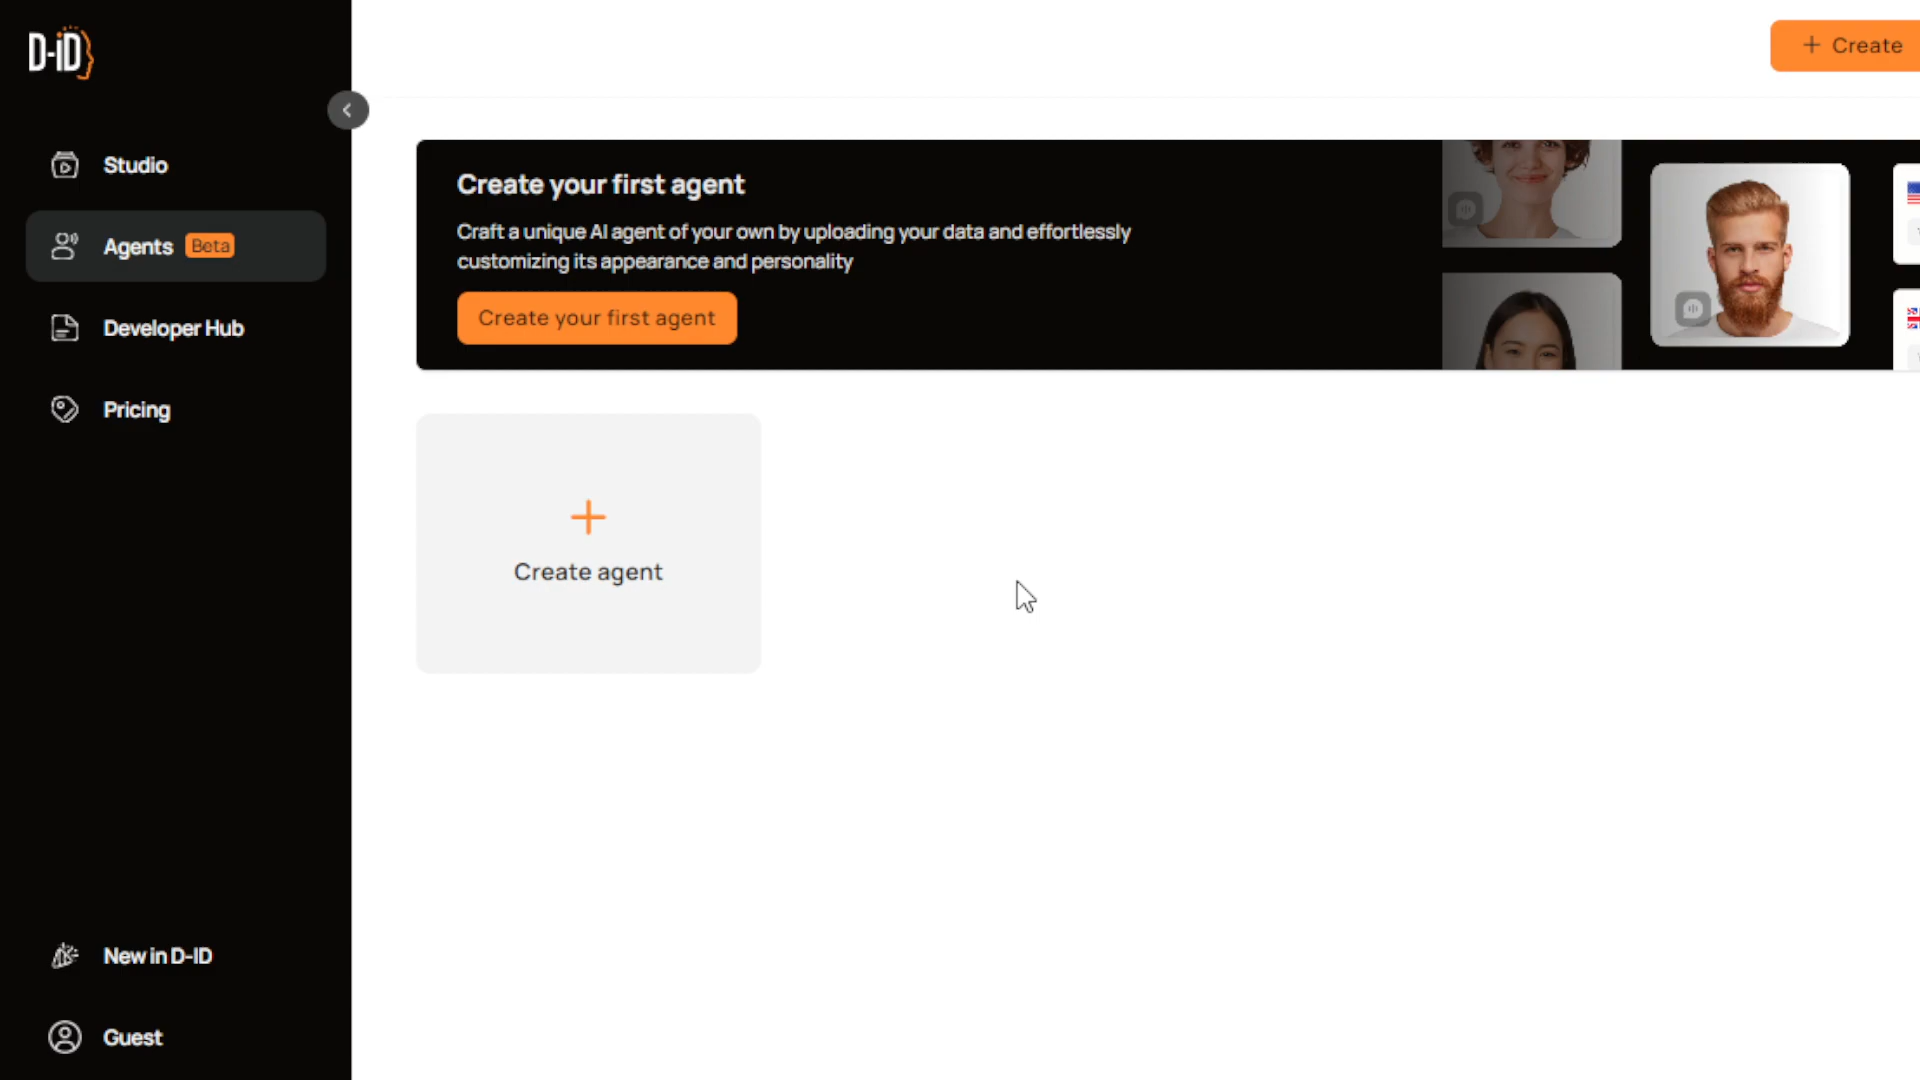 D-iD
+ Create
Studio
Agents Beta
Developer Hub
Pricing
Create your first agent
Craft a unique AI agent of your own by uploading your data and effortlessly
customizing its appearance and personality
Create your first agent
Create agent
New in D-ID
Guest